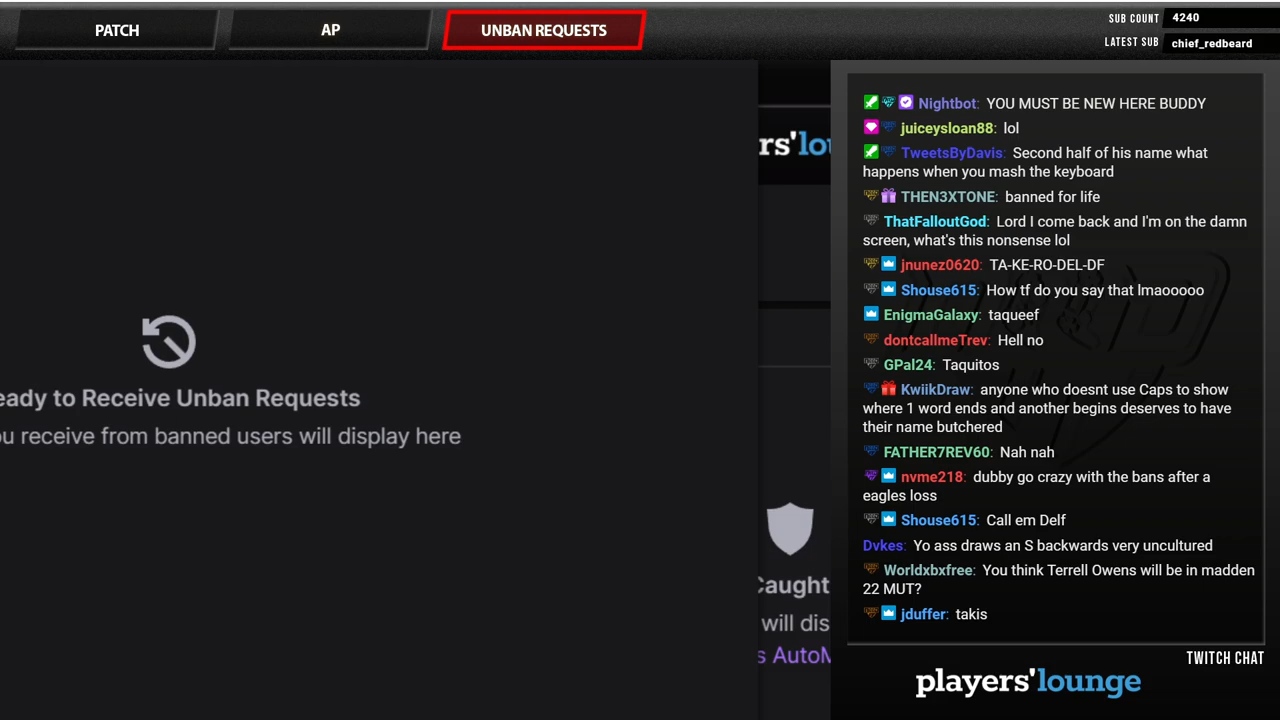 PATCH
AP
UNBAN REQUESTS
SUB COUNT 4240
LATEST SUB chief_redbeard
eady to Receive Unban Requests
ou receive from banned users will display here
rs'lou
Caught
will dis
s AutoM
Nightbot: YOU MUST BE NEW HERE BUDDY
juiceysloan88: lol
TweetsByDavis: Second half of his name what
happens when you mash the keyboard
THEN3XTONE: banned for life
ThatFalloutGod: Lord I come back and I'm on the damn
screen, what's this nonsense lol
jnunez0620: TA-KE-RO-DEL-DF
Shouse615: How tf do you say that lmaooooo
EnigmaGalaxy: taqueef
dontcallmeTrev: Hell no
GPal24: Taquitos
KwiikDraw: anyone who doesnt use Caps to show
where 1 word ends and another begins deserves to have
their name butchered
FATHER7REV60: Nah nah
nvme218: dubby go crazy with the bans after a
eagles loss
Shouse615: Call em Delf
Dvkes: Yo ass draws an S backwards very uncultured
Worldxbxfree: You think Terrell Owens will be in madden
22 MUT?
jduffer: takis
TWITCH CHAT
players'lounge